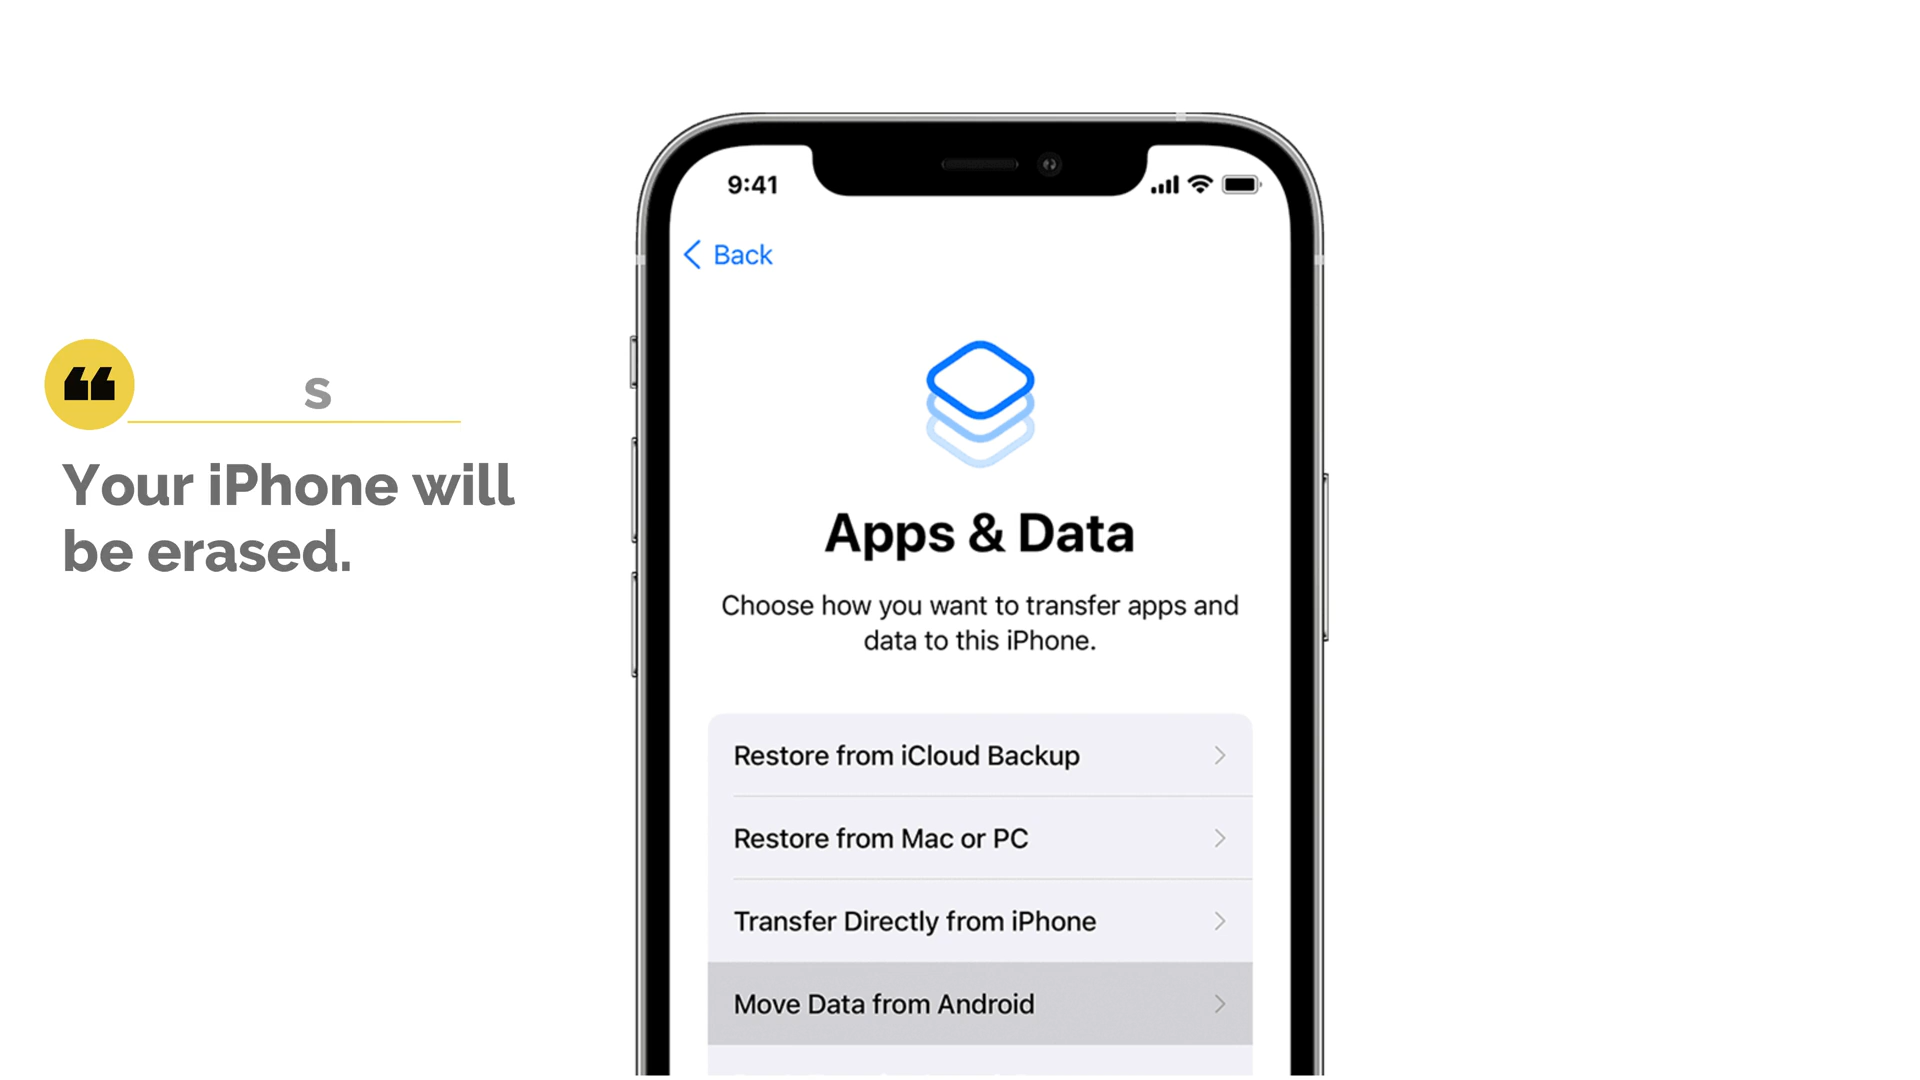 9:41
Back
❝
S
Your iPhone will
be erased.
Apps & Data
Choose how you want to transfer apps and
data to this iPhone.
Restore from iCloud Backup
Restore from Mac or PC
Transfer Directly from iPhone
Move Data from Android